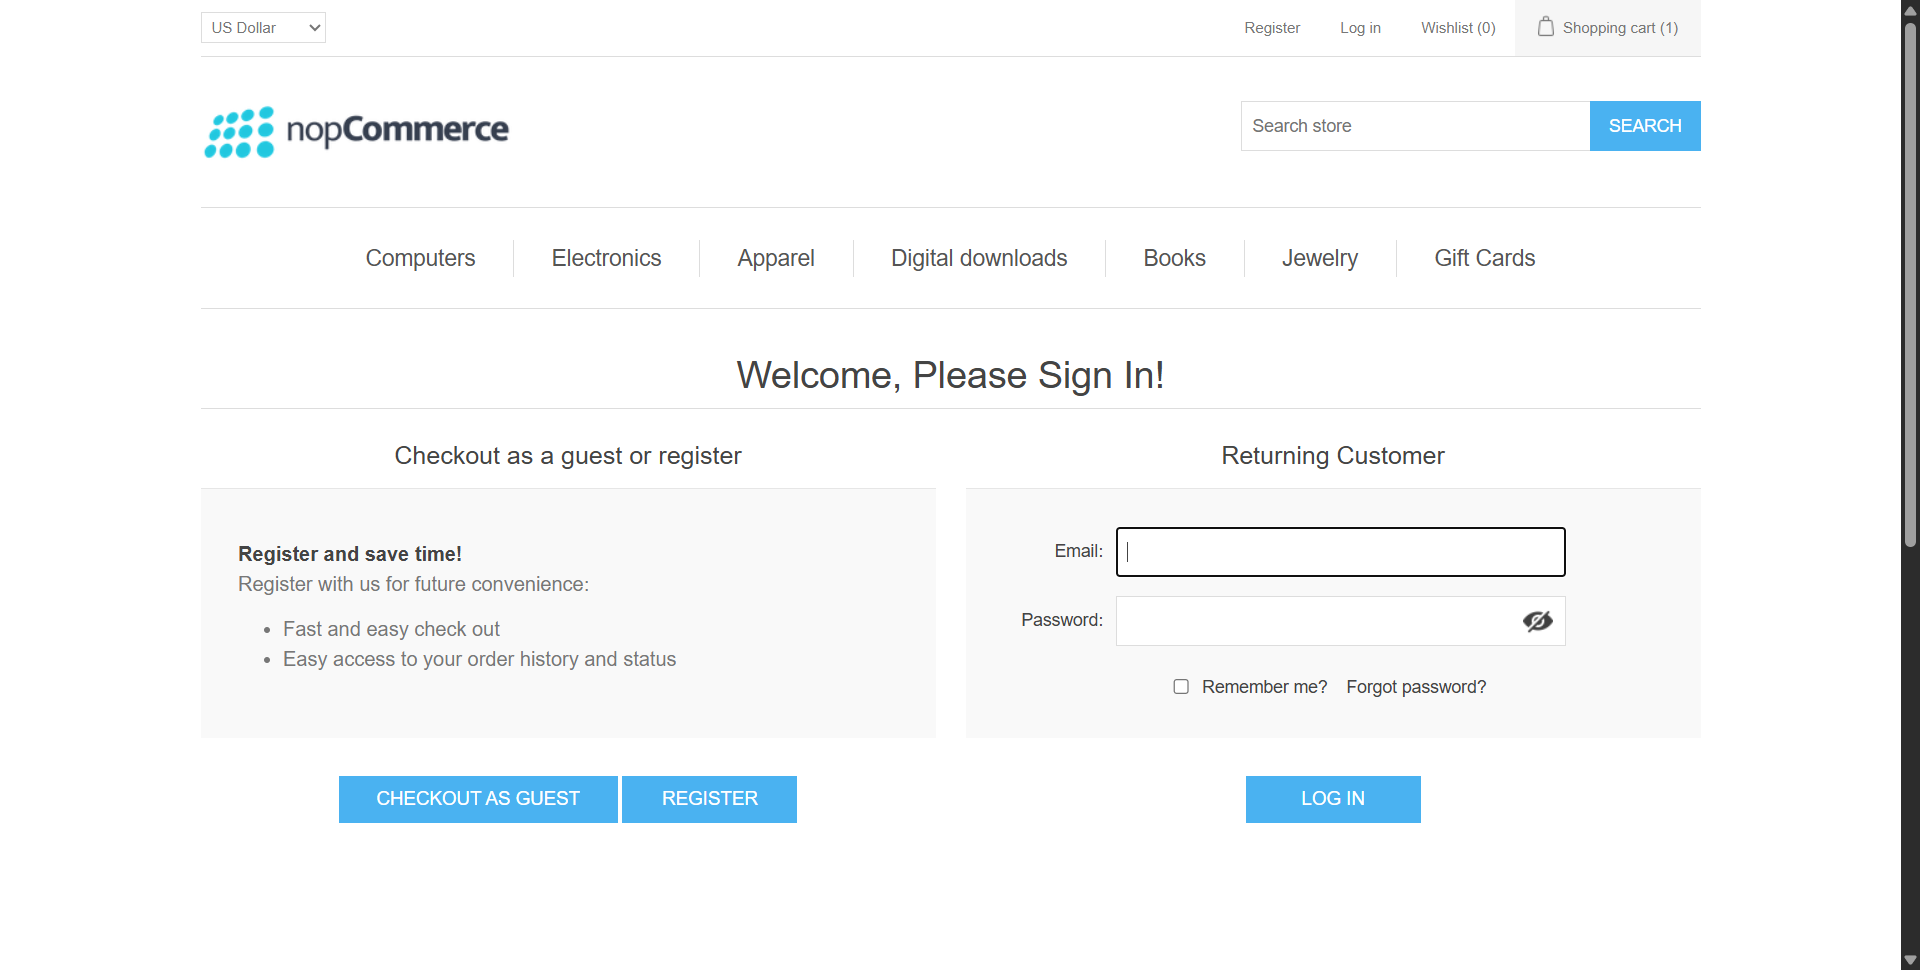 US Dollar
Register
Log in
Wishlist (0)
Shopping cart (1)
nopCommerce
Search store
SEARCH
Computers
Electronics
Apparel
Digital downloads
Books
Jewelry
Gift Cards
Welcome, Please Sign In!
Checkout as a guest or register
Register and save time!
Register with us for future convenience:
Fast and easy check out
Easy access to your order history and status
CHECKOUT AS GUEST
REGISTER
Returning Customer
Email:
Password:
Remember me?
Forgot password?
LOG IN